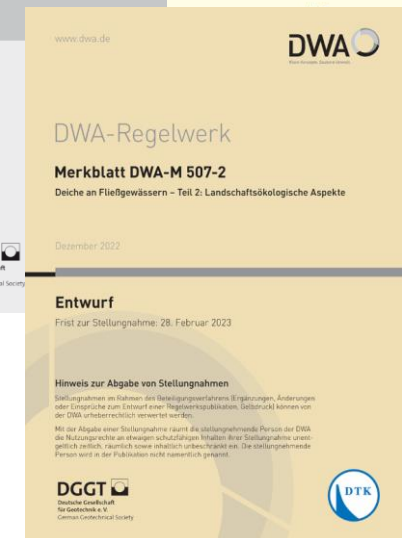 www.dwa.de
DWA
DWA-Regelwerk
Merkblatt DWA-M 507-2
Deiche an Fließgewässern – Teil 2: Landschaftsökologische Aspekte
Dezember 2022
al Society
Entwurf
Frist zur Stellungnahme: 28. Februar 2023
Hinweis zur Abgabe von Stellungnahmen
Stellungnahmen im Rahmen des Beteiligungsverfahrens (Ergänzungen, Änderungen
oder Einsprüche zum Entwurf einer Regelwerkspublikation, Gelbdruck) können von
der DWA urheberrechtlich verwertet werden.
Mit der Abgabe einer Stellungnahme räumt die stellungnehmende Person der DWA
die Nutzungsrechte an etwaigen schutzfähigen Inhalten ihrer Stellungnahme unent-
geltlich zeitlich, räumlich sowie inhaltlich unbeschränkt ein. Die stellungnehmende
Person wird in der Publikation nicht namentlich genannt.
DGGT
Deutsche Gesellschaft
für Geotechnik e. V.
German Geotechnical Society
DTK